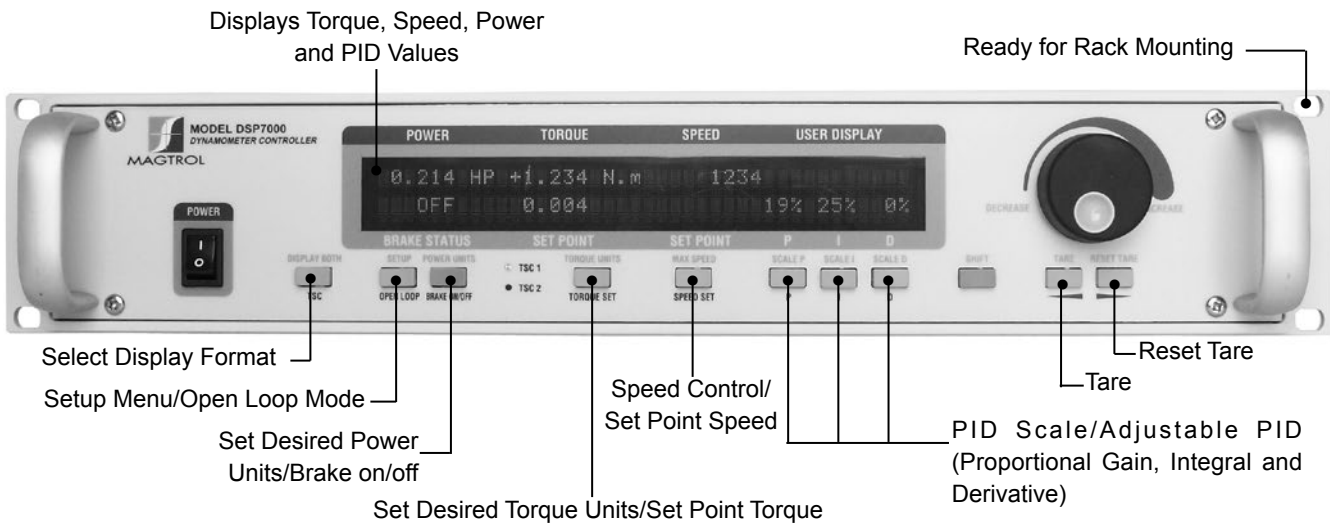 Displays Torque, Speed, Power
and PID Values
Ready for Rack Mounting
MAGTROL
MODEL DSP7000
DYNAMOMETER CONTROLLER
POWER TORQUE SPEED USER DISPLAY
0.214 HP +1.234 N.m 1234
OFF 0.004 19% 25% 0%
BRAKE STATUS SET POINT SET POINT P I D
POWER
I
O
DECREASE
DISPLAY BOTH
TSC
SETUP
OPEN LOOP
POWER UNITS
BRAKE ON/OFF
TSC 1
TSC 2
TORQUE UNITS
TORQUE SET
MAX SPEED
SPEED SET
SCALE P
P
SCALE I
SCALE D
D
SHIFT
TARE
RESET TARE
Select Display Format
Setup Menu/Open Loop Mode
Set Desired Power
Units/Brake on/off
Set Desired Torque Units/Set Point Torque
Speed Control/
Set Point Speed
Reset Tare
Tare
PID Scale/Adjustable PID
(Proportional Gain, Integral and
Derivative)